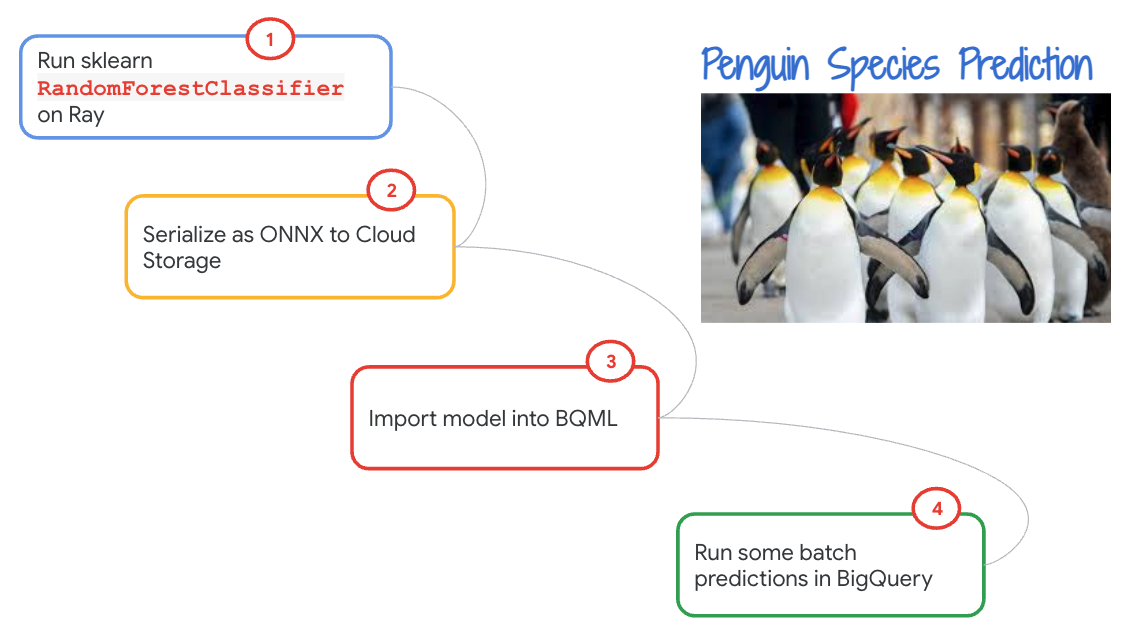 1
Run sklearn
RandomForestClassifier
on Ray
Penguin Species Prediction
2
Serialize as ONNX to Cloud
Storage
3
Import model into BQML
4
Run some batch
predictions in BigQuery